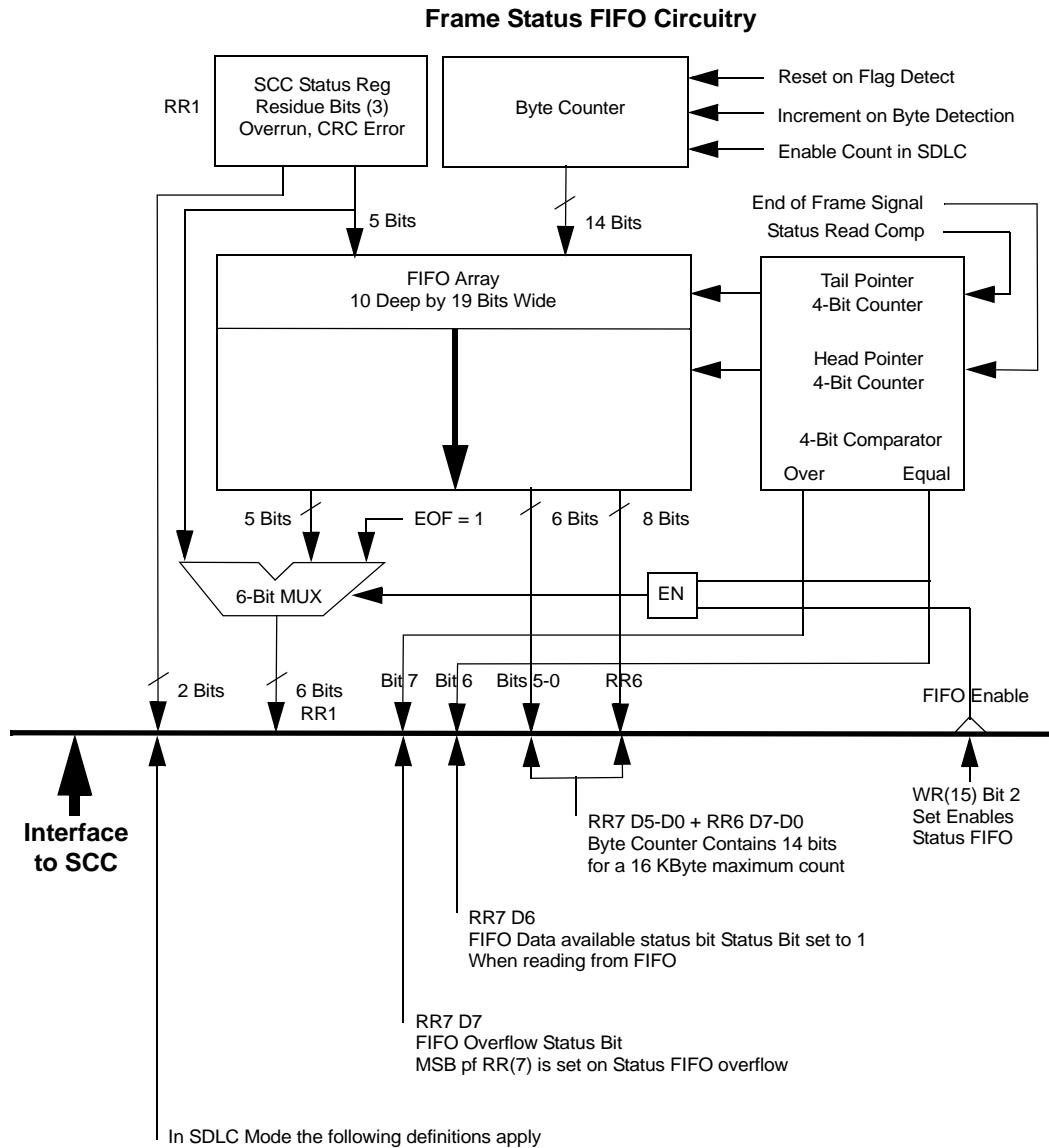 Frame Status FIFO Circuitry
RR1
SCC Status Reg
Residue Bits (3)
Overrun, CRC Error
Byte Counter
Reset on Flag Detect
Increment on Byte Detection
Enable Count in SDLC
5 Bits
14 Bits
End of Frame Signal
Status Read Comp
FIFO Array
10 Deep by 19 Bits Wide
Tail Pointer
4-Bit Counter
Head Pointer
4-Bit Counter
4-Bit Comparator
Over
Equal
5 Bits
EOF = 1
6 Bits
8 Bits
6-Bit MUX
EN
2 Bits
6 Bits
RR1
Bit 7
Bit 6
Bits 5-0
RR6
FIFO Enable
Interface
to SCC
WR(15) Bit 2
Set Enables
Status FIFO
RR7 D5-D0 + RR6 D7-D0
Byte Counter Contains 14 bits
for a 16 KByte maximum count
RR7 D6
FIFO Data available status bit Status Bit set to 1
When reading from FIFO
RR7 D7
FIFO Overflow Status Bit
MSB pf RR(7) is set on Status FIFO overflow
In SDLC Mode the following definitions apply